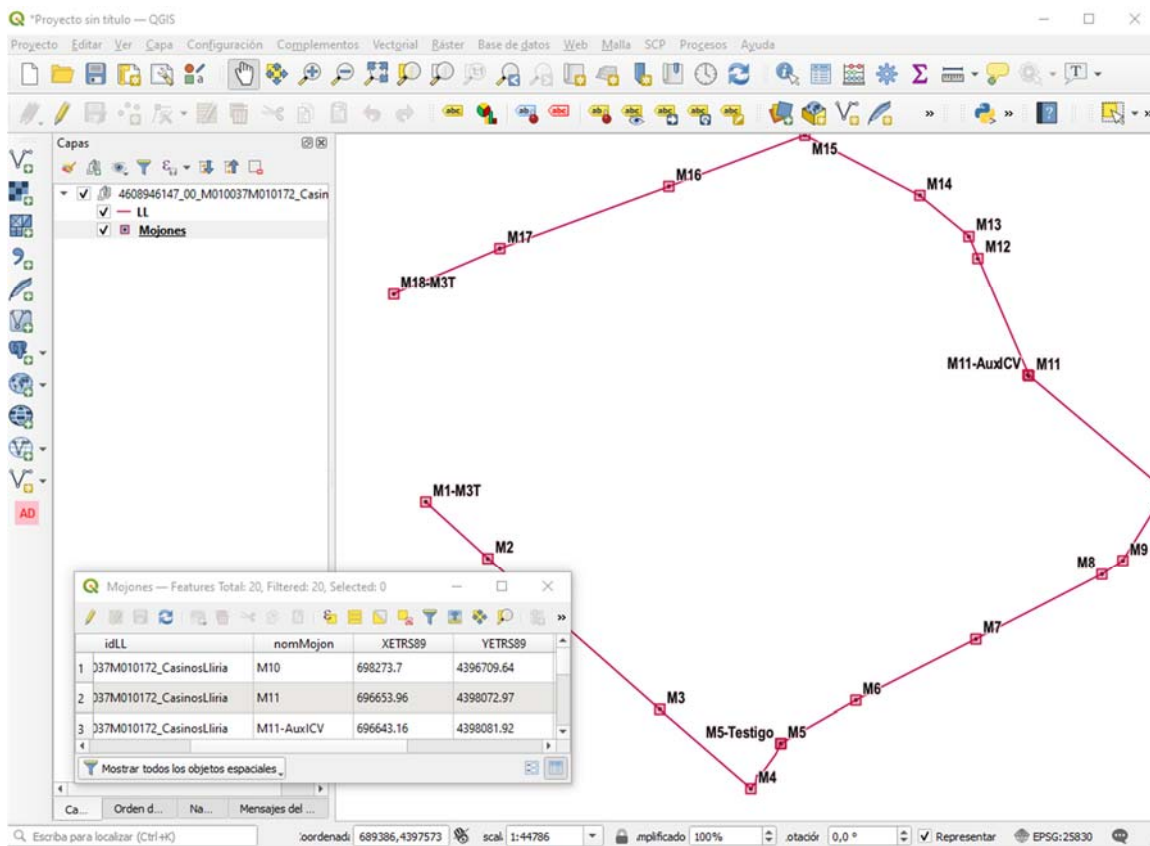 *Proyecto sin título — QGIS
Proyecto Editar Ver Capa Configuración Complementos Vectorial Ráster Base de datos Web Malla SCP Procesos Ayuda
Capas
4608946147_00_M010037M010172_Casin
LL
Mojones
M15
M16
M14
M17
M13
M12
M18-M3T
M11-AuxICV M11
M1-M3T
M2
M9
M8
M7
M3
M6
M5-Testigo M5
M4
Mojones — Features Total: 20, Filtered: 20, Selected: 0
idLL nomMojon XETRS89 YETRS89
1 037M010172_CasinosLliria M10 698273.7 4396709.64
2 037M010172_CasinosLliria M11 696653.96 4398072.97
3 037M010172_CasinosLliria M11-AuxICV 696643.16 4398081.92
Mostrar todos los objetos espaciales
AD
Ca... Orden d... Na... Mensajes del ...
Escriba para localizar (Ctrl+K) :oordenada 689386,4397573 scal 1:44786 mplificado 100% otación 0,0 ° Representar EPSG:25830